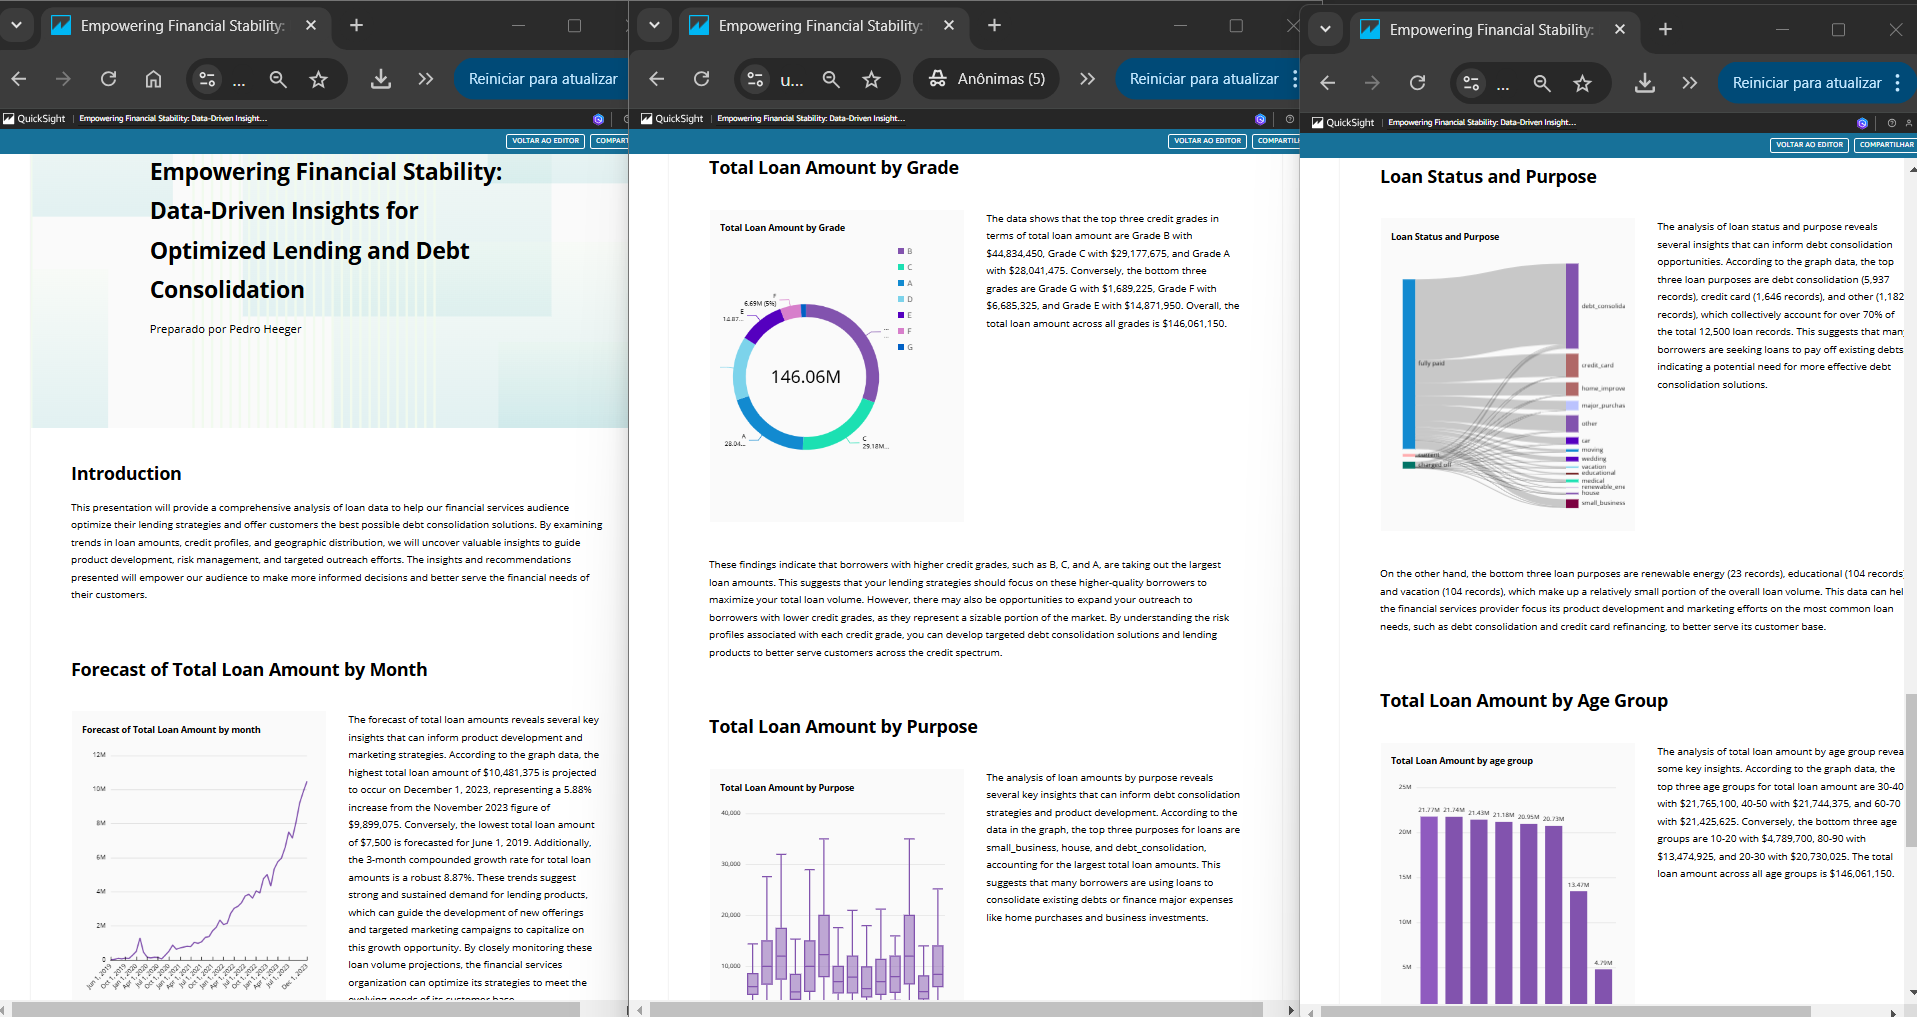 Empowering Financial Stability:
Reiniciar para atualizar
QuickSight
Empowering Financial Stability: Data-Driven Insight...
VOLTAR AO EDITOR
Empowering Financial Stability:
Data-Driven Insights for
Optimized Lending and Debt
Consolidation
Preparado por Pedro Heeger
Introduction
This presentation will provide a comprehensive analysis of loan data to help our financial services audience
optimize their lending strategies and offer customers the best possible debt consolidation solutions. By examining
trends in loan amounts, credit profiles, and geographic distribution, we will uncover valuable insights to guide
product development, risk management, and targeted outreach efforts. The insights and recommendations
presented will empower our audience to make more informed decisions and better serve the financial needs of
their customers.
Forecast of Total Loan Amount by Month
Forecast of Total Loan Amount by month
12M
10M
8M
6M
4M
2M
0
Jun 1, 2019
Oct 1, 2019
Jan 1, 2020
Apr 1, 2020
Jul 1, 2020
Oct 1, 2020
Jan 1, 2021
Apr 1, 2021
Jul 1, 2021
Oct 1, 2021
Jan 1, 2022
Apr 1, 2022
Jul 1, 2022
Oct 1, 2022
Jan 1, 2023
Apr 1, 2023
Jul 1, 2023
Dec 1, 2023
The forecast of total loan amounts reveals several key
insights that can inform product development and
marketing strategies. According to the graph data, the
highest total loan amount of $10,481,375 is projected
to occur on December 1, 2023, representing a 5.88%
increase from the November 2023 figure of
$9,899,075. Conversely, the lowest total loan amount
of $7,500 is forecasted for June 1, 2019. Additionally,
the 3-month compounded growth rate for total loan
amounts is a robust 8.87%. These trends suggest
strong and sustained demand for lending products,
which can guide the development of new offerings
and targeted marketing campaigns to capitalize on
this growth opportunity. By closely monitoring these
loan volume projections, the financial services
organization can optimize its strategies to meet the
evolving needs of its customer base.
Empowering Financial Stability:
u...
Anônimas (5)
Reiniciar para atualizar
QuickSight
Empowering Financial Stability: Data-Driven Insight...
VOLTAR AO EDITOR
Total Loan Amount by Grade
Total Loan Amount by Grade
B
C
A
D
E
F
G
F
6.69M (5%)
E
14.87...
146.06M
A
28.04...
C
29.18M...
The data shows that the top three credit grades in
terms of total loan amount are Grade B with
$44,834,450, Grade C with $29,177,675, and Grade A
with $28,041,475. Conversely, the bottom three
grades are Grade G with $1,689,225, Grade F with
$6,685,325, and Grade E with $14,871,950. Overall, the
total loan amount across all grades is $146,061,150.
These findings indicate that borrowers with higher credit grades, such as B, C, and A, are taking out the largest
loan amounts. This suggests that your lending strategies should focus on these higher-quality borrowers to
maximize your total loan volume. However, there may also be opportunities to expand your outreach to
borrowers with lower credit grades, as they represent a sizable portion of the market. By understanding the risk
profiles associated with each credit grade, you can develop targeted debt consolidation solutions and lending
products to better serve customers across the credit spectrum.
Total Loan Amount by Purpose
Total Loan Amount by Purpose
40,000
30,000
20,000
10,000
The analysis of loan amounts by purpose reveals
several key insights that can inform debt consolidation
strategies and product development. According to the
data in the graph, the top three purposes for loans are
small_business, house, and debt_consolidation,
accounting for the largest total loan amounts. This
suggests that many borrowers are using loans to
consolidate existing debts or finance major expenses
like home purchases and business investments.
Empowering Financial Stability:
Reiniciar para atualizar
QuickSight
Empowering Financial Stability: Data-Driven Insight...
VOLTAR AO EDITOR
COMPARTILHAR
Loan Status and Purpose
Loan Status and Purpose
fully paid
current
charged off
debt_consolida
credit_card
home_improve
major_purchas
other
car
moving
wedding
vacation
educational
medical
renewable_ene
house
small_business
The analysis of loan status and purpose reveals
several insights that can inform debt consolidation
opportunities. According to the graph data, the top
three loan purposes are debt consolidation (5,937
records), credit card (1,646 records), and other (1,182
records), which collectively account for over 70% of
the total 12,500 loan records. This suggests that man
borrowers are seeking loans to pay off existing debts
indicating a potential need for more effective debt
consolidation solutions.
On the other hand, the bottom three loan purposes are renewable energy (23 records), educational (104 records
and vacation (104 records), which make up a relatively small portion of the overall loan volume. This data can hel
the financial services provider focus its product development and marketing efforts on the most common loan
needs, such as debt consolidation and credit card refinancing, to better serve its customer base.
Total Loan Amount by Age Group
Total Loan Amount by age group
25M
20M
15M
10M
5M
21.77M 21.74M 21.43M 21.18M 20.95M 20.73M
13.47M
4.79M
The analysis of total loan amount by age group revea
some key insights. According to the graph data, the
top three age groups for total loan amount are 30-40
with $21,765,100, 40-50 with $21,744,375, and 60-70
with $21,425,625. Conversely, the bottom three age
groups are 10-20 with $4,789,700, 80-90 with
$13,474,925, and 20-30 with $20,730,025. The total
loan amount across all age groups is $146,061,150.